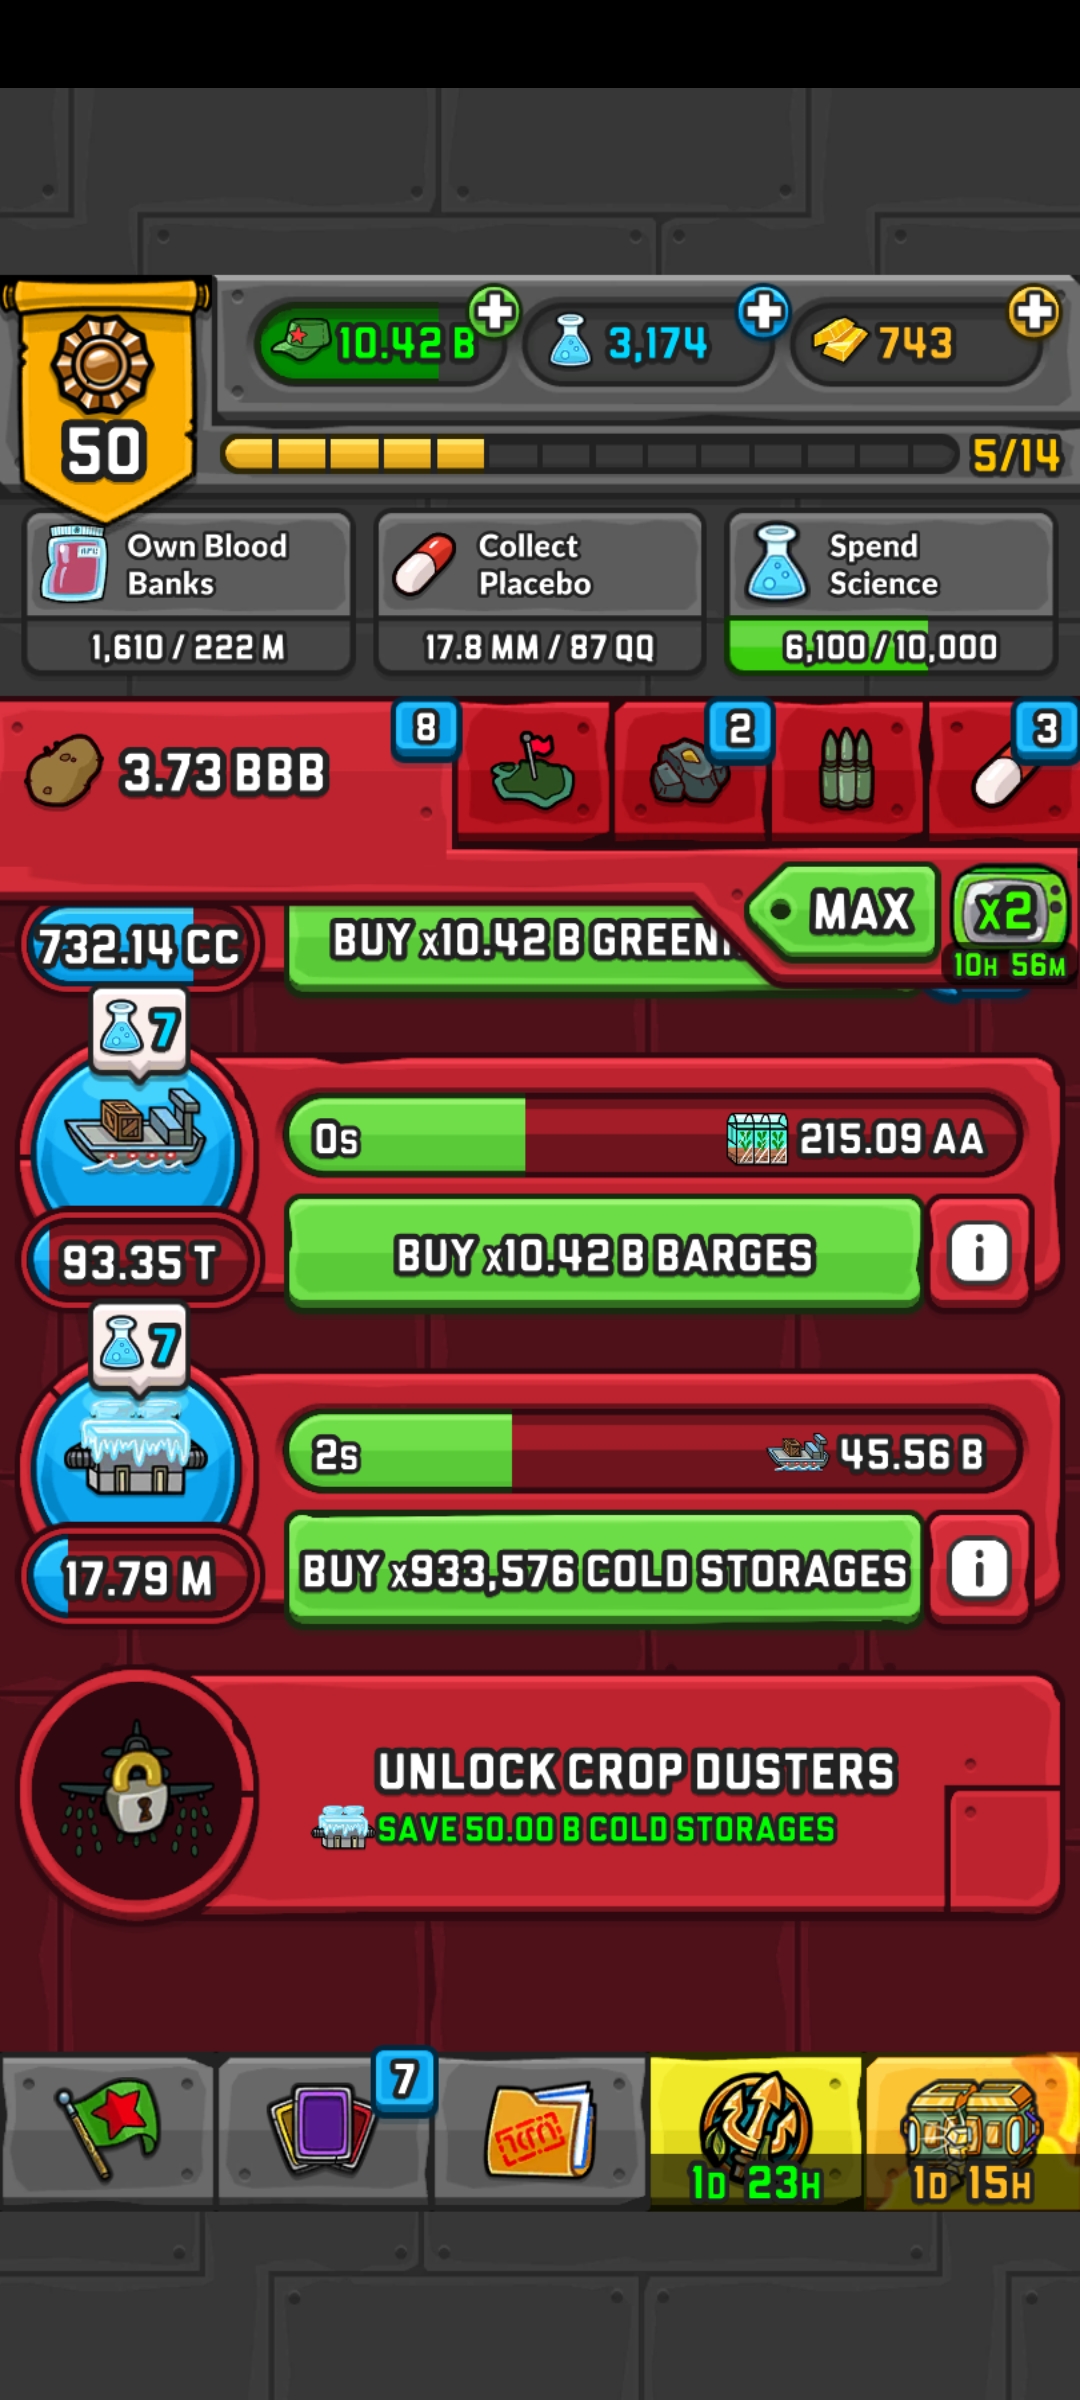 10.42 B
3,174
743
50
5/14
Own Blood Banks
Collect Placebo
Spend Science
1,610 / 222 M
17.8 MM / 87 QQ
6,100 / 10,000
3.73 BBB
8
2
3
MAX
x2
10H 56M
732.14 CC
BUY x10.42 B
7
0s
215.09 AA
93.35 T
BUY x10.42 B BARGES
i
7
2s
45.56 B
17.79 M
BUY x933,576 COLD STORAGES
i
UNLOCK CROP DUSTERS
SAVE 50.00 B COLD STORAGES
7
1D 23H
1D 15H